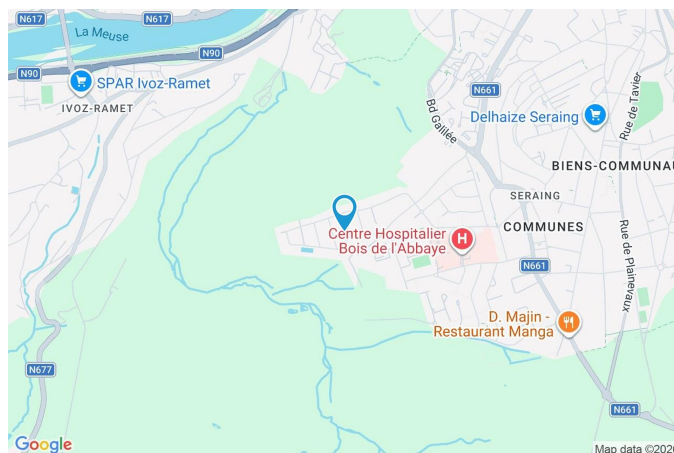 N617
N617
La Meuse
N90
N90
SPAR Ivoz-Ramet
IVOZ-RAMET
N661
Bd Galilée
Delhaize Seraing
Rue de Tavier
BIENS-COMMUNAU
SERAING
COMMUNES
Centre Hospitalier
Bois de l'Abbaye
H
Rue de Plainevaux
N661
D. Majin -
Restaurant Manga
N677
N661
Google
Map data ©2026